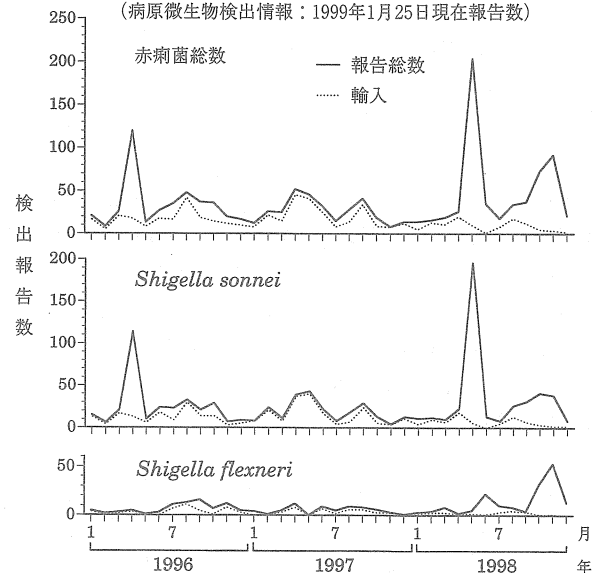 (病原微生物検出情報：1999年1月25日現在報告数)
250
200
150
100
50
0
赤痢菌総数
報告総数
輸入
検出報告数
200
150
100
50
0
Shigella sonnei
50
0
Shigella flexneri
1 7 1 7 1 7 月
1996 1997 1998 年